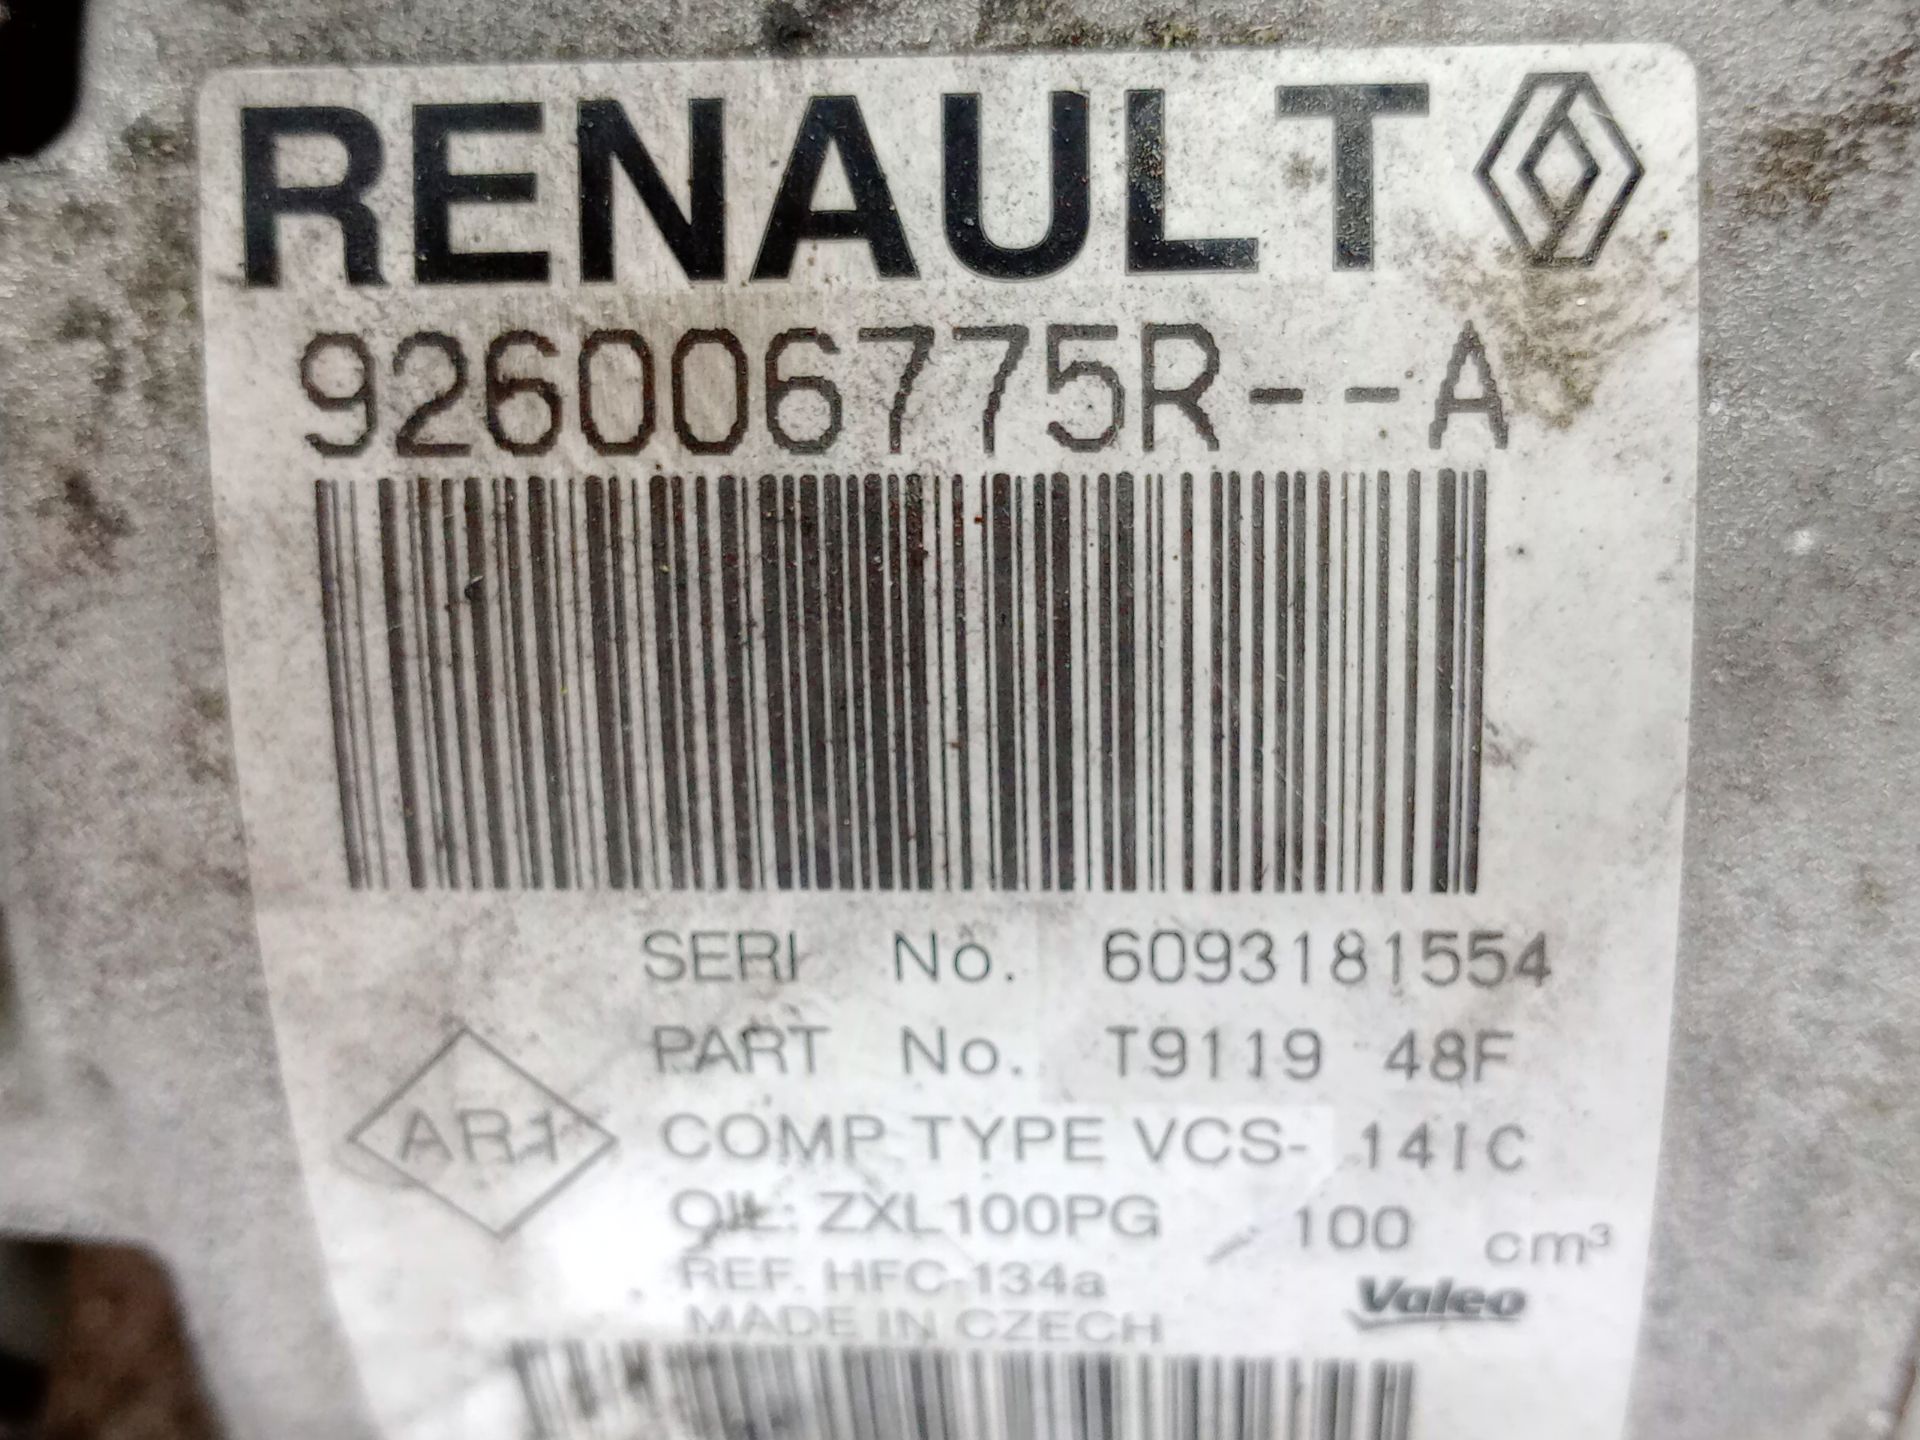 RENAULT
926006775R--A
SERI No. 6093181554
PART No. T9119 48F
AR1
COMP. TYPE VCS- 14IC
OIL: ZXL100PG 100 cm³
REF. HFC-134a
Valeo
MADE IN CZECH